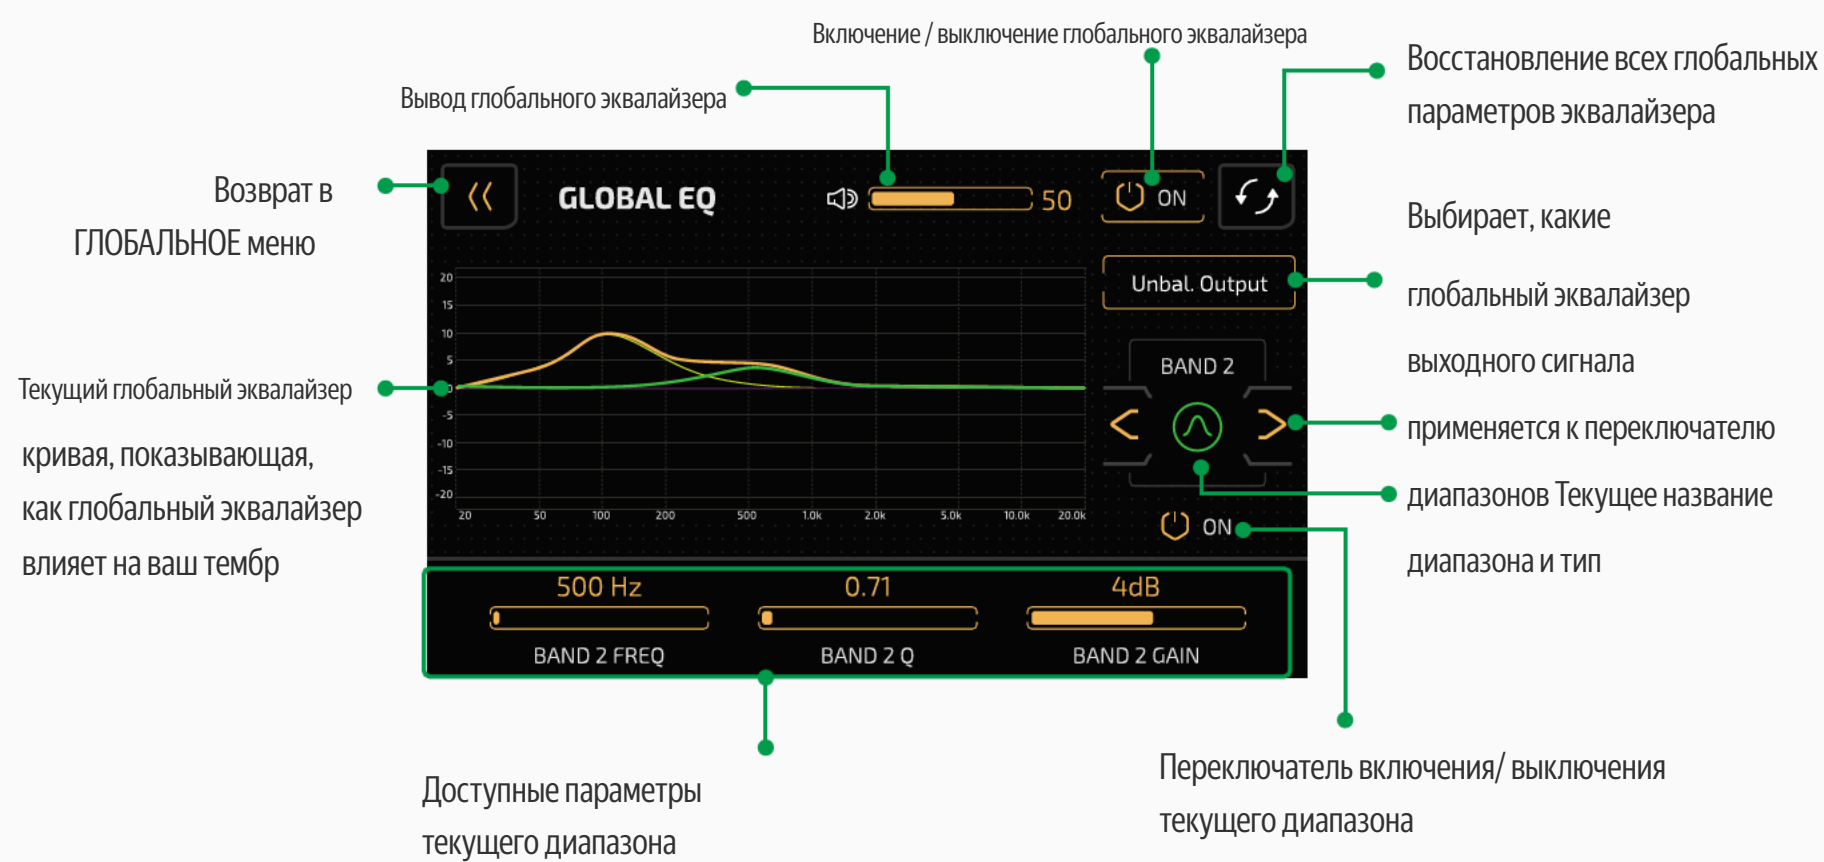 Включение / выключение глобального эквалайзера
Вывод глобального эквалайзера
Восстановление всех глобальных
параметров эквалайзера
Возврат в
ГЛОБАЛЬНОЕ меню
GLOBAL EQ
50
ON
Выбирает, какие
глобальный эквалайзер
выходного сигнала
применяется к переключателю
диапазонов Текущее название
диапазона и тип
Unbal. Output
BAND 2
ON
Текущий глобальный эквалайзер
кривая, показывающая,
как глобальный эквалайзер
влияет на ваш тембр
20
15
10
5
0
-5
-10
-15
-20
20 50 100 200 500 1.0k 2.0k 5.0k 10.0k 20.0k
500 Hz 0.71 4dB
BAND 2 FREQ BAND 2 Q BAND 2 GAIN
Доступные параметры
текущего диапазона
Переключатель включения/ выключения
текущего диапазона